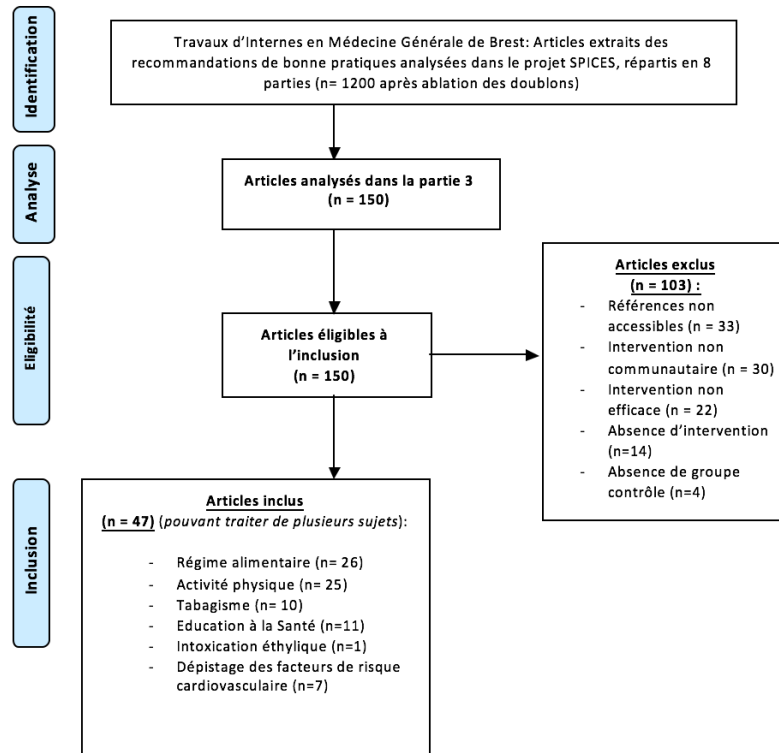 Identification
Travaux d'Internes en Médecine Générale de Brest: Articles extraits des
recommandations de bonne pratiques analysées dans le projet SPICES, répartis en 8
parties (n= 1200 après ablation des doublons)
Analyse
Articles analysés dans la partie 3
(n = 150)
Eligibilité
Articles éligibles à
l'inclusion
(n = 150)
Articles exclus
(n = 103) :
- Références non
accessibles (n = 33)
- Intervention non
communautaire (n = 30)
- Intervention non
efficace (n = 22)
- Absence d'intervention
(n=14)
- Absence de groupe
contrôle (n=4)
Inclusion
Articles inclus
(n = 47) (pouvant traiter de plusieurs sujets):
- Régime alimentaire (n= 26)
- Activité physique (n= 25)
- Tabagisme (n= 10)
- Education à la Santé (n=11)
- Intoxication éthylique (n=1)
- Dépistage des facteurs de risque
cardiovasculaire (n=7)